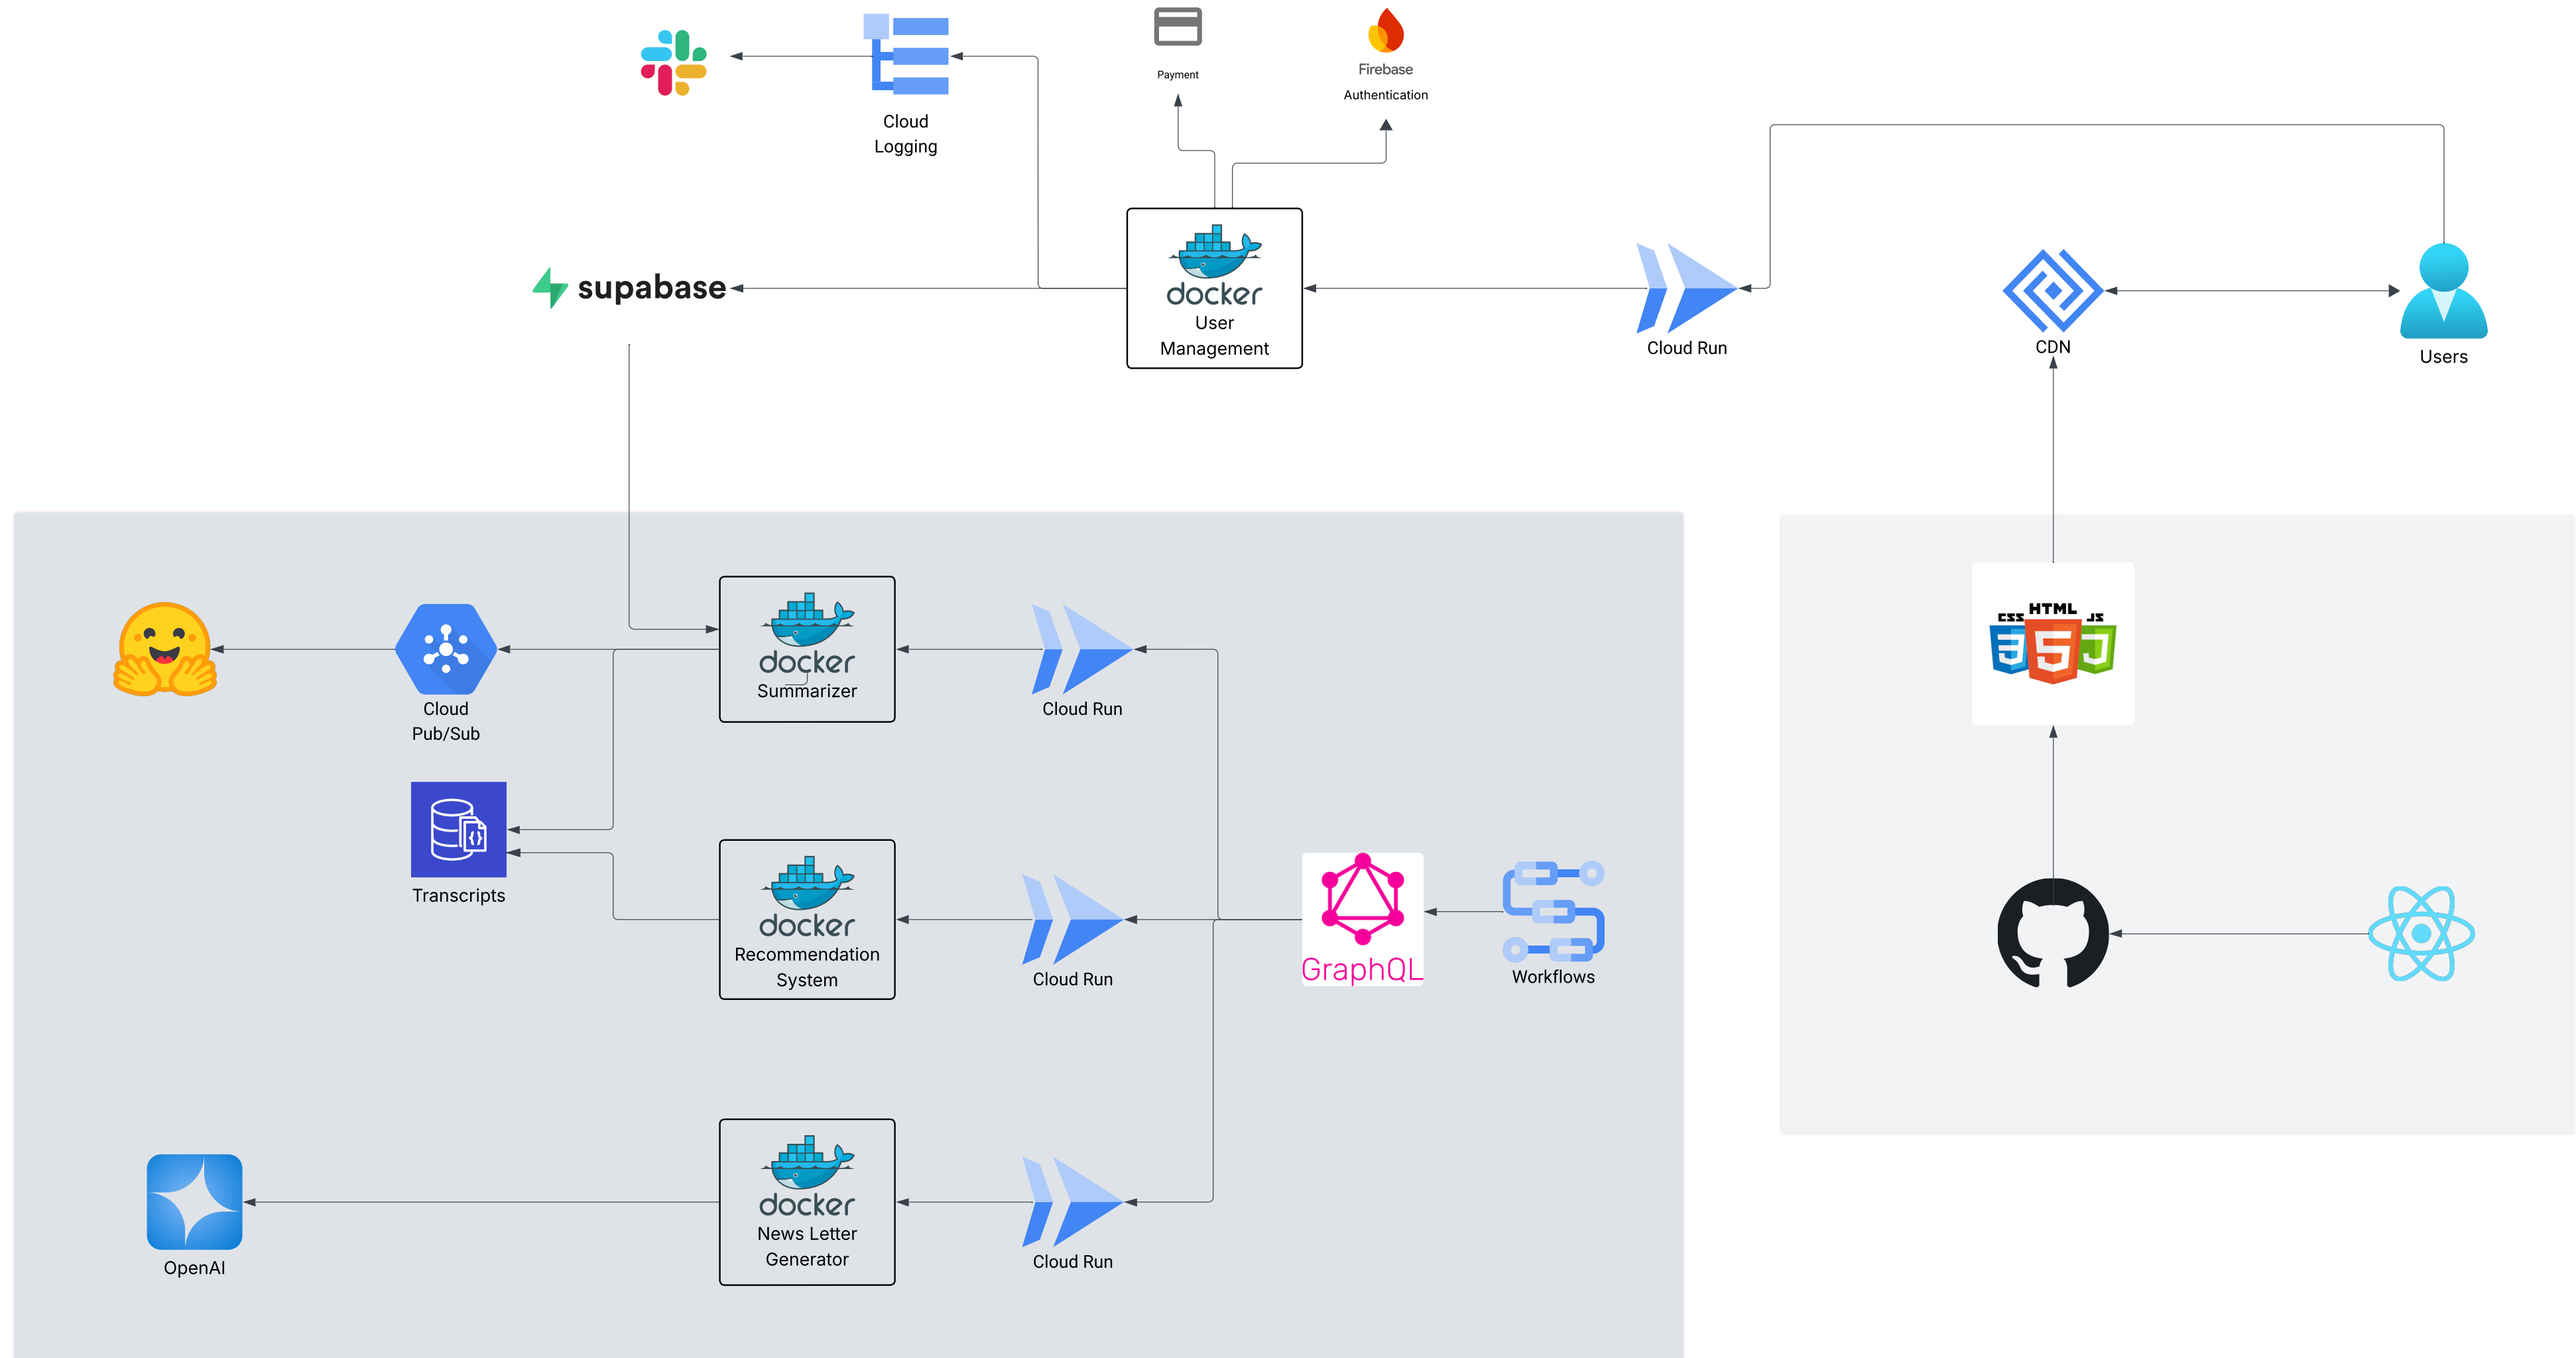 Cloud
Logging
Payment
Firebase
Authentication
supabase
docker
User
Management
Cloud Run
CDN
Users
docker
Summarizer
Cloud Run
Cloud
Pub/Sub
CSS HTML JS
3 5 J
Transcripts
docker
Recommendation
System
Cloud Run
GraphQL
Workflows
docker
News Letter
Generator
Cloud Run
OpenAI